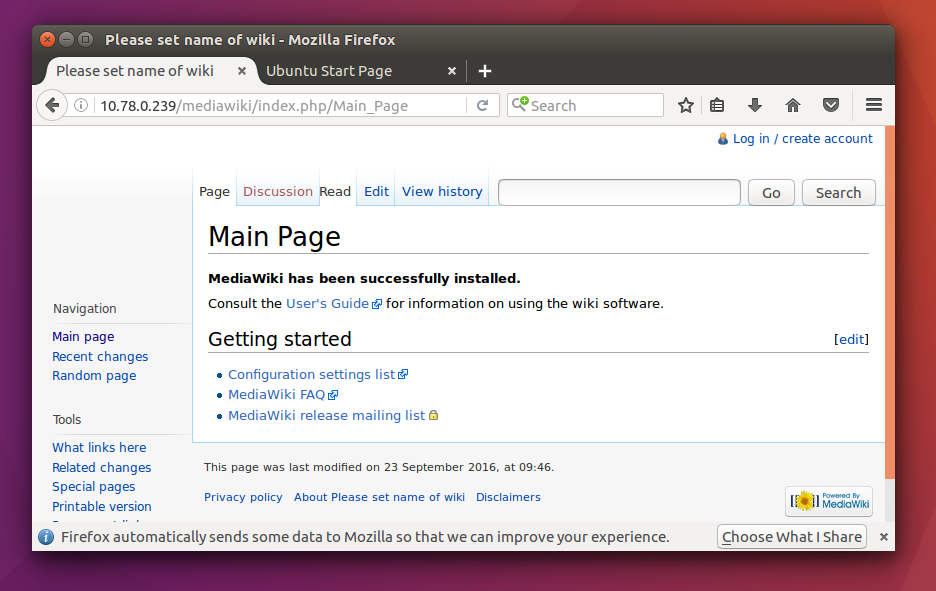 Please set name of wiki - Mozilla Firefox
Please set name of wiki
Ubuntu Start Page
10.78.0.239/mediawiki/index.php/Main_Page
Search
Log in / create account
Page Discussion Read Edit View history Go Search
Main Page
MediaWiki has been successfully installed.
Consult the User's Guide for information on using the wiki software.
Getting started [edit]
Configuration settings list
MediaWiki FAQ
MediaWiki release mailing list
Navigation
Main page
Recent changes
Random page
Tools
What links here
Related changes
Special pages
Printable version
This page was last modified on 23 September 2016, at 09:46.
Privacy policy About Please set name of wiki Disclaimers
Powered By
MediaWiki
Firefox automatically sends some data to Mozilla so that we can improve your experience. Choose What I Share